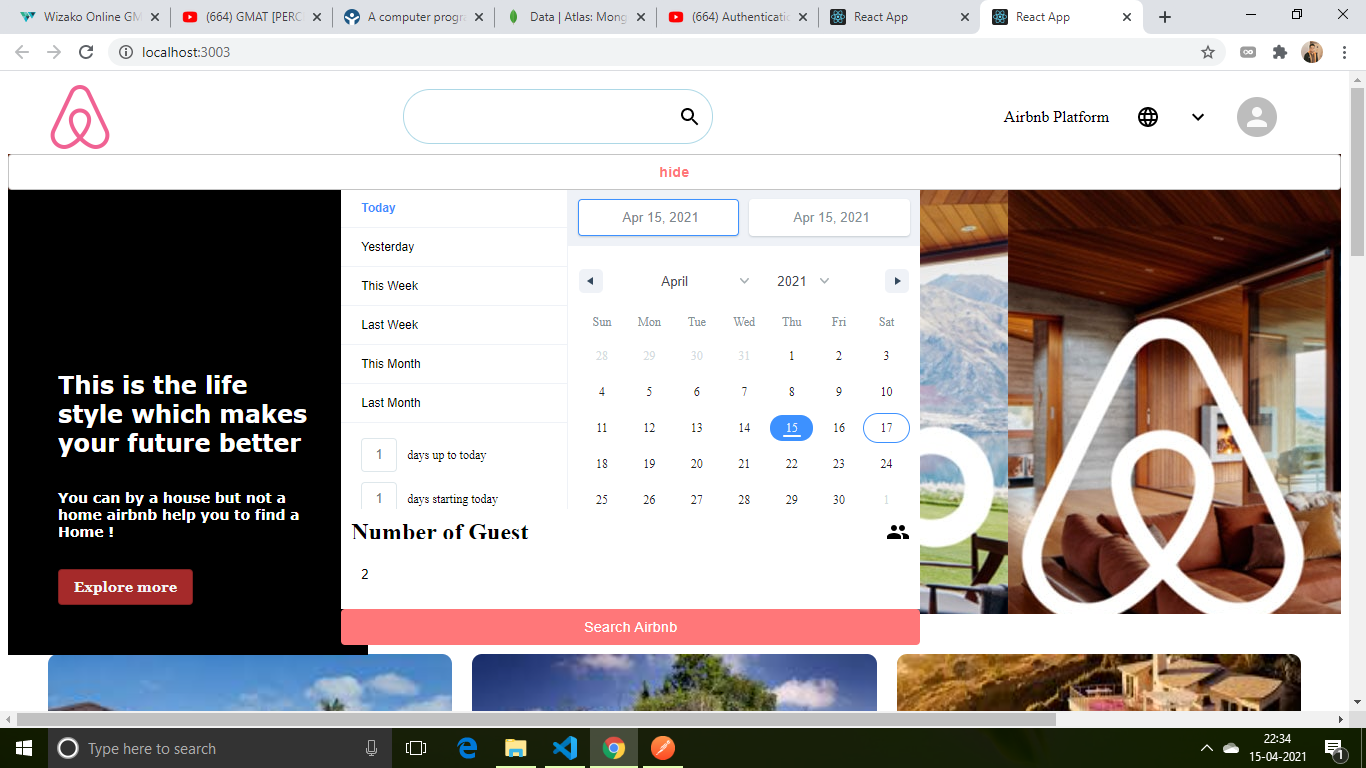 Wizako Online GM
(664) GMAT [PERC
A computer progra
Data | Atlas: Mong
(664) Authenticatio
React App
React App
localhost:3003
Airbnb Platform
hide
Today
Yesterday
This Week
Last Week
This Month
Last Month
1 days up to today
1 days starting today
Apr 15, 2021 Apr 15, 2021
April 2021
Sun Mon Tue Wed Thu Fri Sat
28 29 30 31 1 2 3
4 5 6 7 8 9 10
11 12 13 14 15 16 17
18 19 20 21 22 23 24
25 26 27 28 29 30 1
This is the life
style which makes
your future better
You can by a house but not a
home airbnb help you to find a
Home !
Explore more
Number of Guest
2
Search Airbnb
Type here to search
22:34
15-04-2021
1